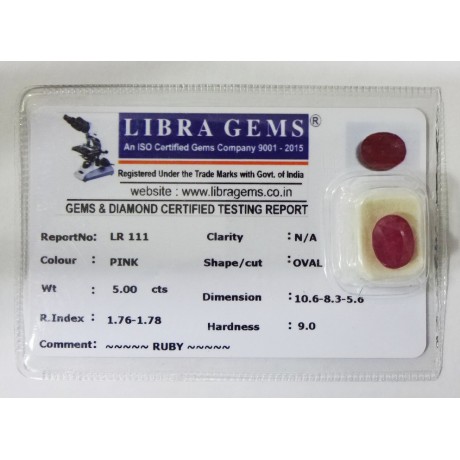 LIBRA GEMS®
An ISO Certified Gems Company 9001 - 2015
Registered Under the Trade Marks with Govt. of India
website : www.libragems.co.in
GEMS & DIAMOND CERTIFIED TESTING REPORT
ReportNo: LR 111 Clarity : N/A
Colour : PINK Shape/cut : OVAL
Wt : 5.00 cts Dimension :10.6-8.3-5.6
R.Index : 1.76-1.78 Hardness : 9.0
Comment: ~~~~~ RUBY ~~~~~